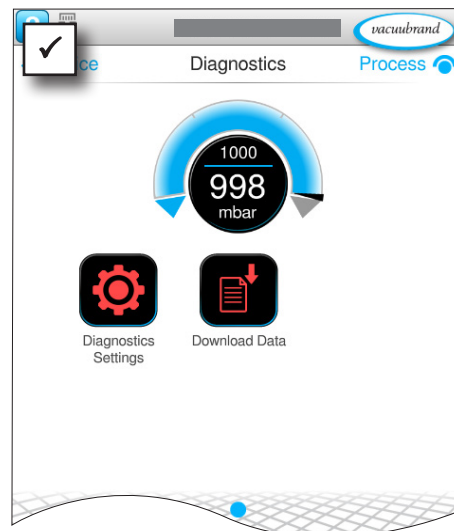 vacuubrand
ce
Diagnostics
Process
1000
998
mbar
Diagnostics
Settings
Download Data